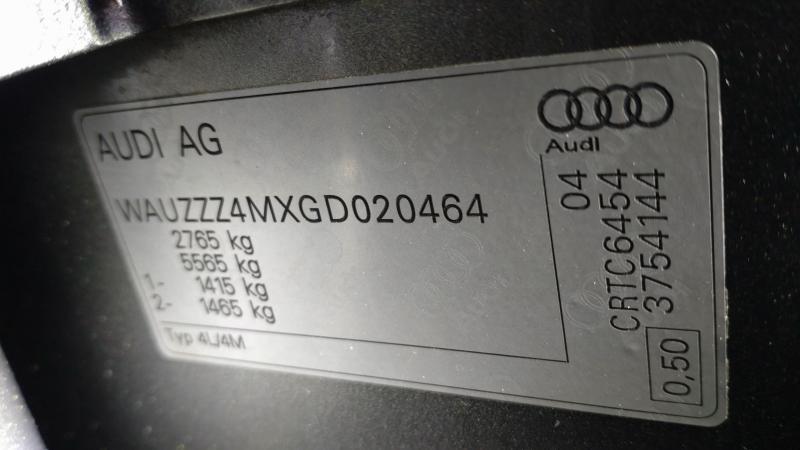 AUDI AG
Audi
WAUZZZ4MXGD020464
2765 kg
5565 kg
1.- 1415 kg
2.- 1465 kg
Typ 4L/4M
04
CRTC6454
3754144
0,50